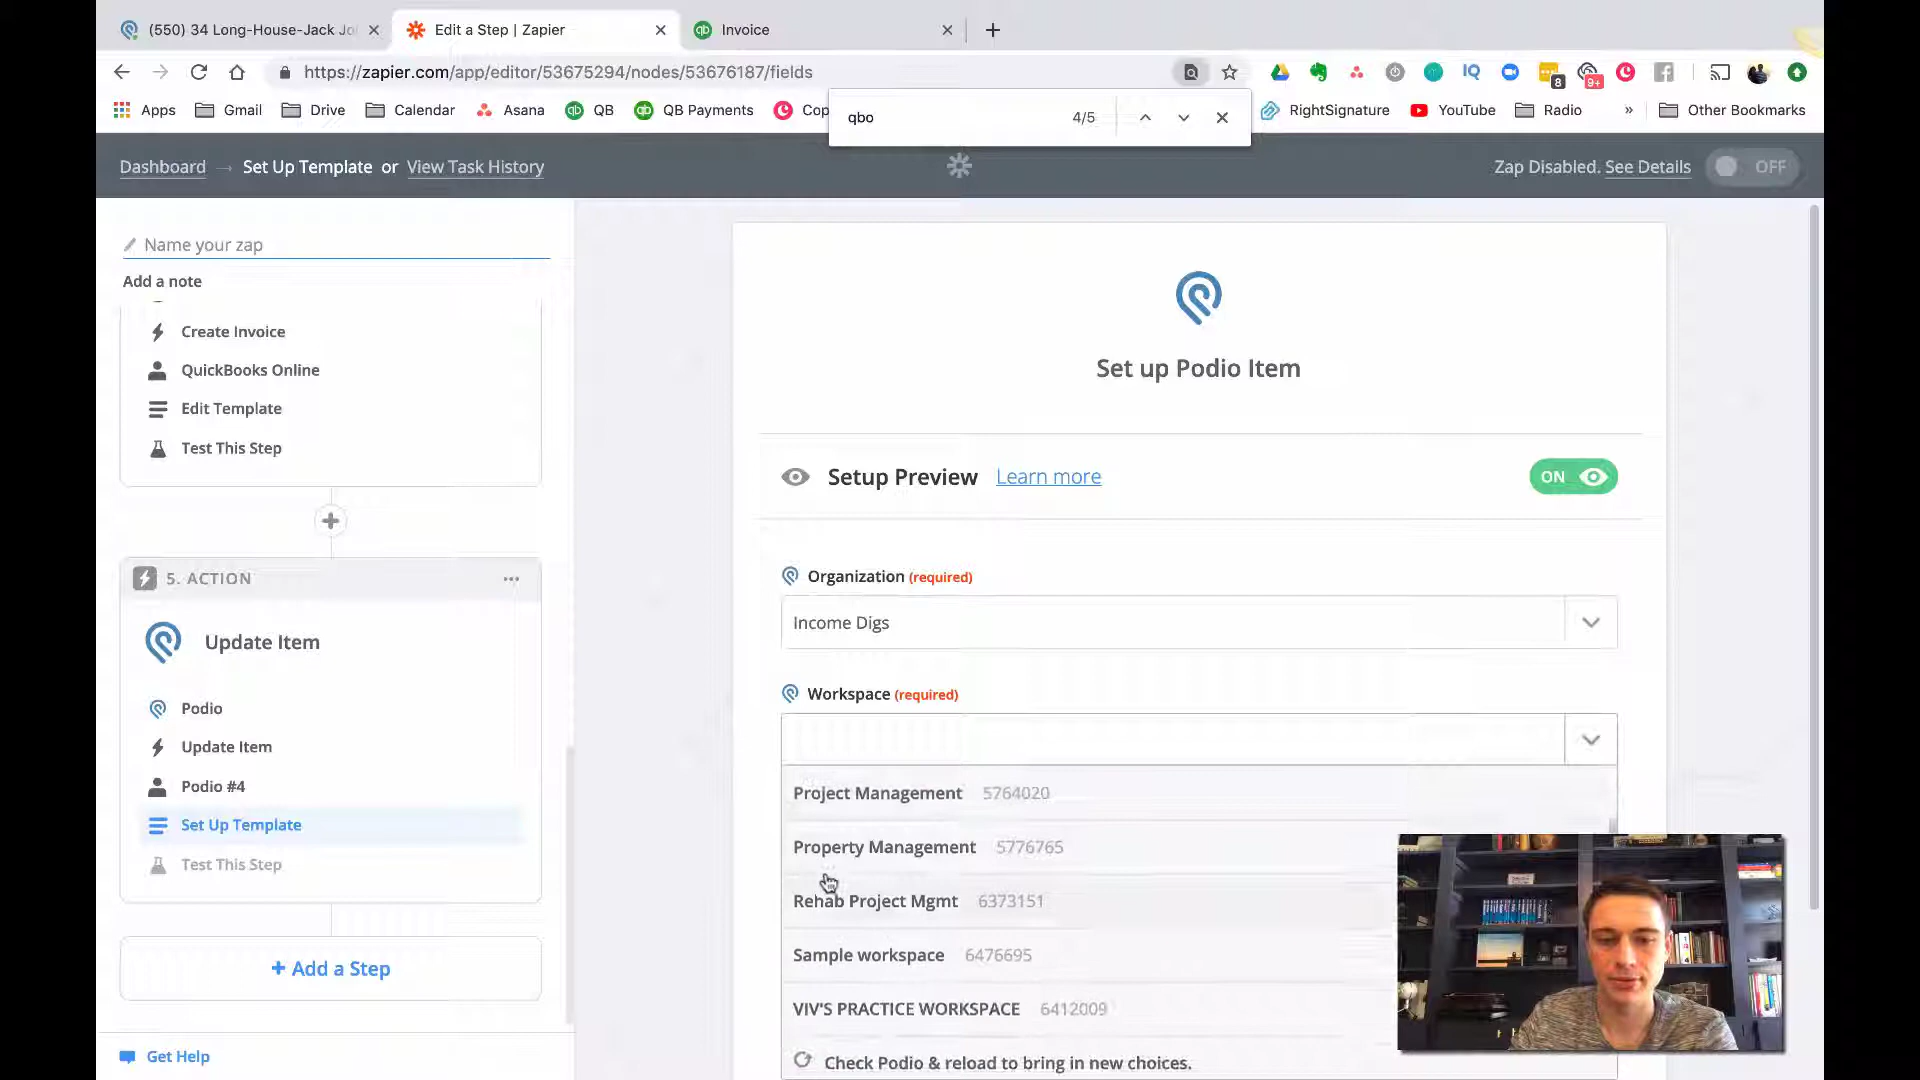 (550) 34 Long-House-Jack Jo
Edit a Step | Zapier
Invoice
https://zapier.com/app/editor/53675294/nodes/53676187/fields
8
9+
Apps
Gmail
Drive
Calendar
Asana
QB
QB Payments
Cop
qbo
4/5
RightSignature
YouTube
Radio
»
Other Bookmarks
Dashboard → Set Up Template or View Task History
Zap Disabled. See Details
OFF
Name your zap
Add a note
Create Invoice
QuickBooks Online
Edit Template
Test This Step
5. ACTION
Update Item
Podio
Update Item
Podio #4
Set Up Template
Test This Step
+ Add a Step
Get Help
Set up Podio Item
Setup Preview Learn more
ON
Organization (required)
Income Digs
Workspace (required)
Project Management 5764020
Property Management 5776765
Rehab Project Mgmt 6373151
Sample workspace 6476695
VIV'S PRACTICE WORKSPACE 6412009
Check Podio & reload to bring in new choices.